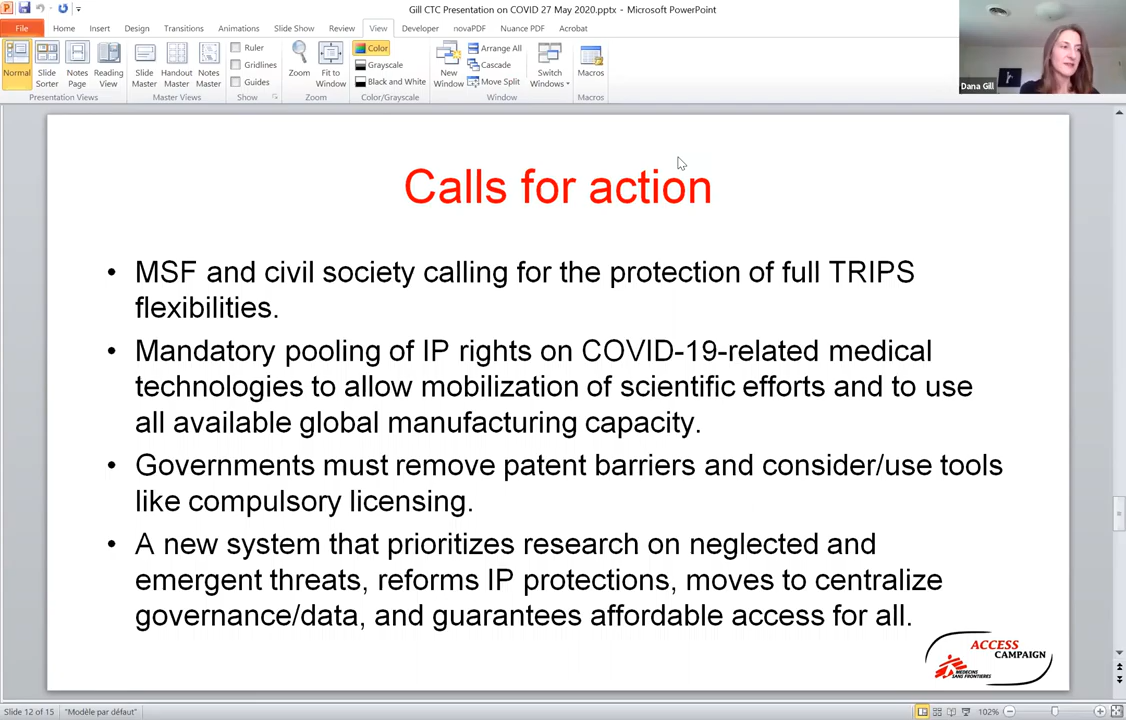 Gill CTC Presentation on COVID 27 May 2020.pptx - Microsoft PowerPoint
File Home Insert Design Transitions Animations Slide Show Review View Developer novaPDF Nuance PDF Acrobat
Normal
Slide Sorter
Notes Page
Reading View
Slide Master
Handout Master
Notes Master
Ruler
Gridlines
Guides
Zoom
Fit to Window
Color
Grayscale
Black and White
New Window
Arrange All
Cascade
Move Split
Switch Windows
Macros
Presentation Views Master Views Show Zoom Color/Grayscale Window Macros
Dana Gill
Calls for action
• MSF and civil society calling for the protection of full TRIPS
flexibilities.
• Mandatory pooling of IP rights on COVID-19-related medical
technologies to allow mobilization of scientific efforts and to use
all available global manufacturing capacity.
• Governments must remove patent barriers and consider/use tools
like compulsory licensing.
• A new system that prioritizes research on neglected and
emergent threats, reforms IP protections, moves to centralize
governance/data, and guarantees affordable access for all.
ACCESS
CAMPAIGN
MEDECINS
SANS FRONTIERES
Slide 12 of 15 "Modèle par défaut" 102%